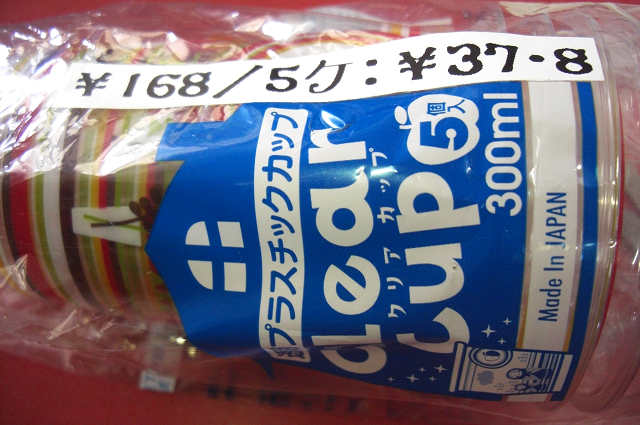 ¥168/5ケ:¥37・8
プラスチックカップ
clear
クリアカップ
cup
5個入
300ml
Made In JAPAN